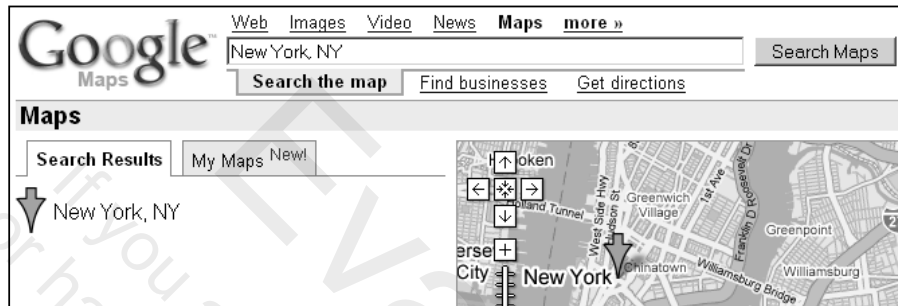 Web Images Video News Maps more »
Google Maps
New York, NY
Search Maps
Search the map Find businesses Get directions
Maps
Search Results My Maps New!
New York, NY
Holland Tunnel
West Side Hwy
Hudson St
Greenwich
Village
1st Ave
Franklin D Roosevelt Dr
Greenpoint
City
New York
Chinatown
Williamsburg Bridge
Williamsburg
If you